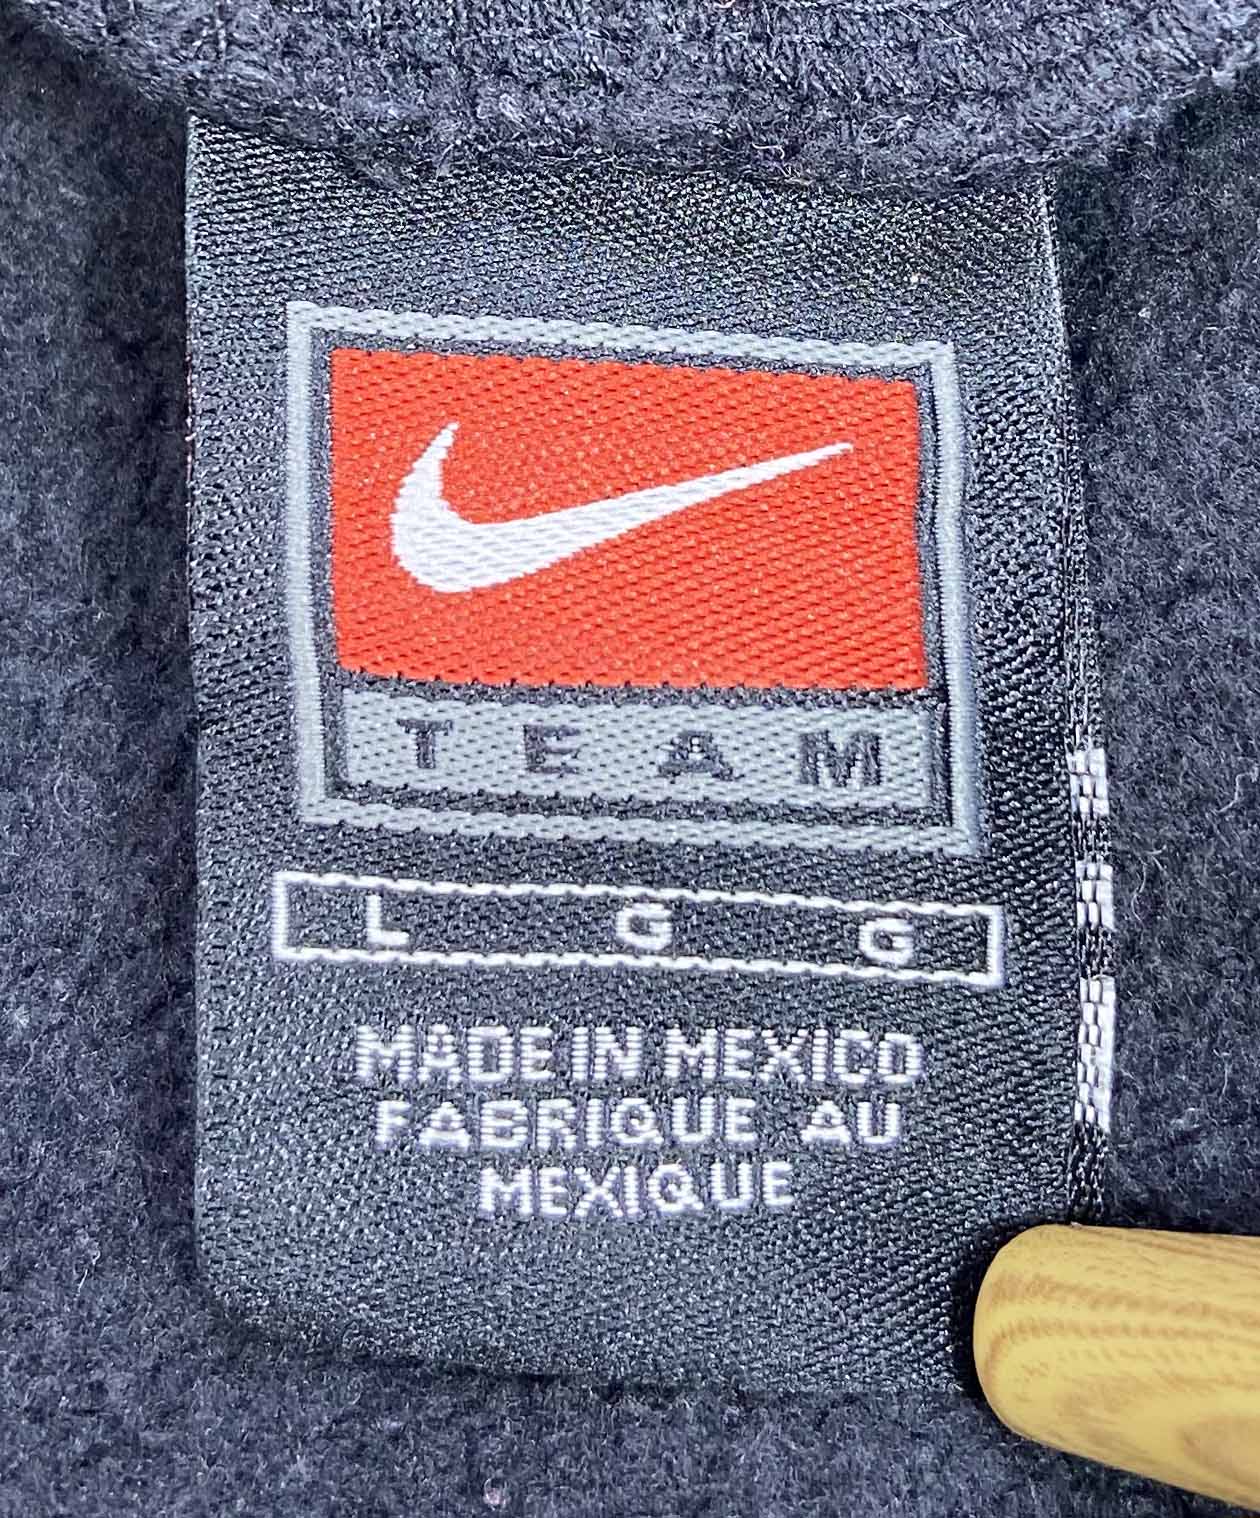 TEAM
L G G
MADE IN MEXICO
FABRIQUE AU
MEXIQUE